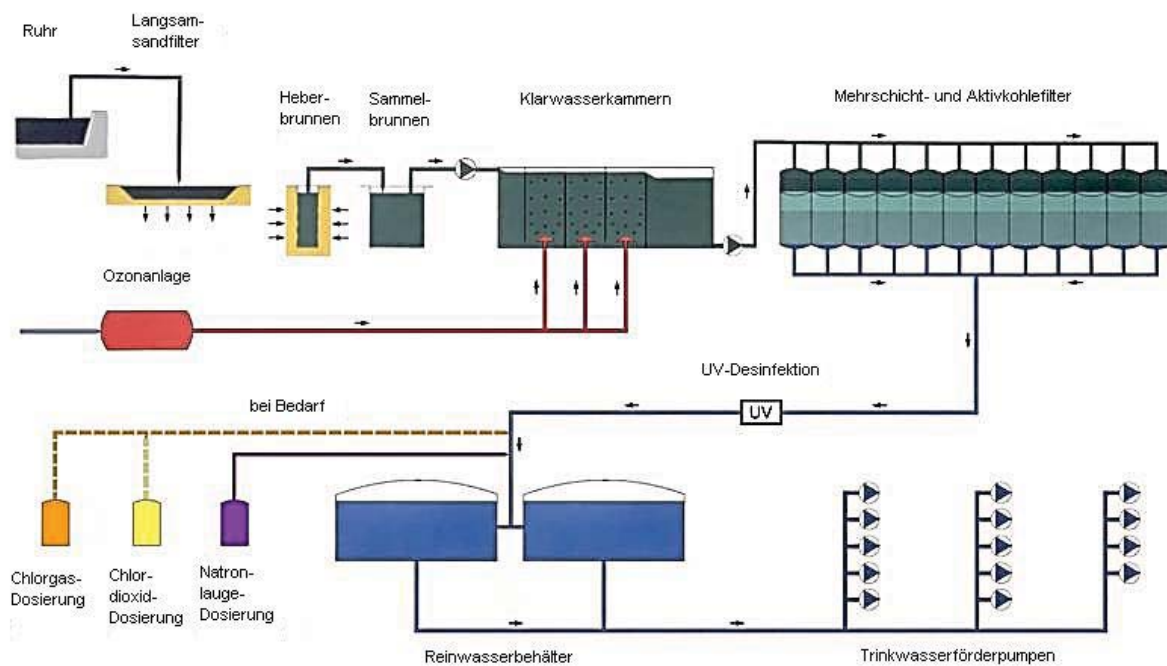 Ruhr
Langsam-
sandfilter
Heber-
brunnen
Sammel-
brunnen
Klarwasserkammern
Mehrschicht- und Aktivkohlefilter
Ozonanlage
UV-Desinfektion
UV
bei Bedarf
Chlorgas-
Dosierung
Chlor-
dioxid-
Dosierung
Natron-
lauge-
Dosierung
Reinwasserbehälter
Trinkwasserförderpumpen